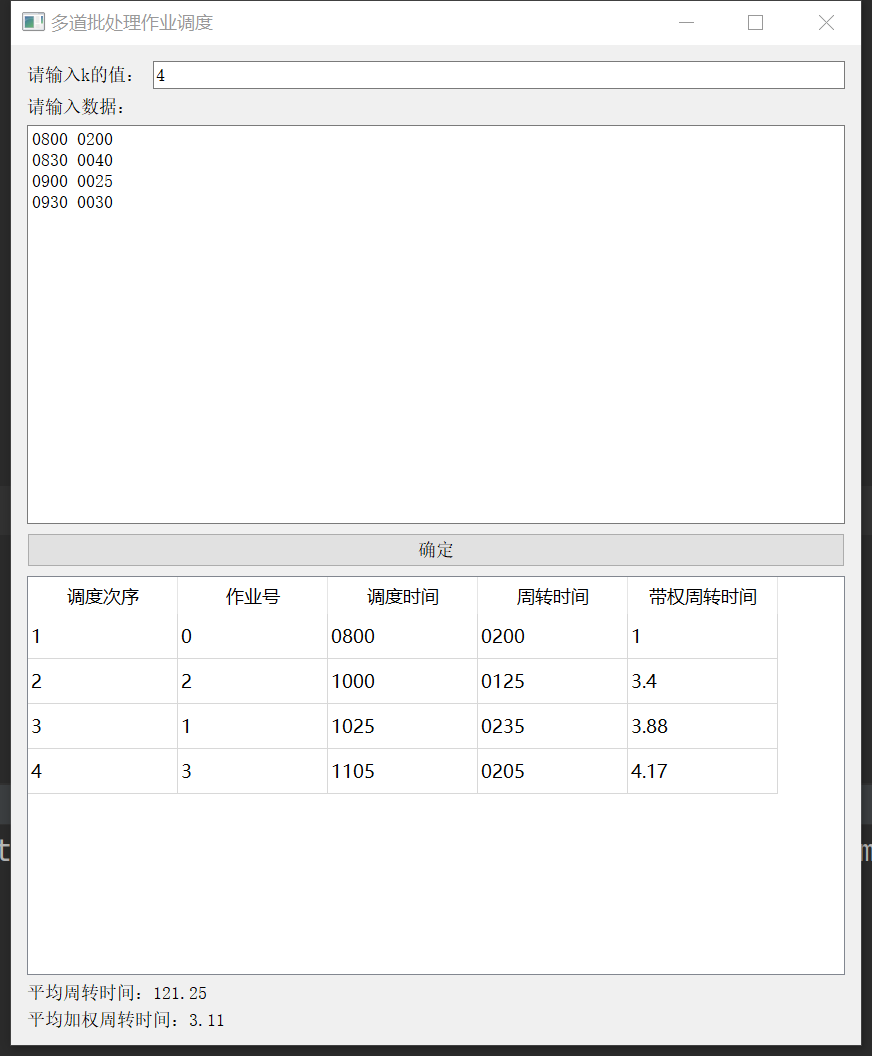 多道批处理作业调度
请输入k的值： 4
请输入数据：
0800 0200
0830 0040
0900 0025
0930 0030
确定
调度次序 作业号 调度时间 周转时间 带权周转时间
1 0 0800 0200 1
2 2 1000 0125 3.4
3 1 1025 0235 3.88
4 3 1105 0205 4.17
平均周转时间：121.25
平均加权周转时间：3.11